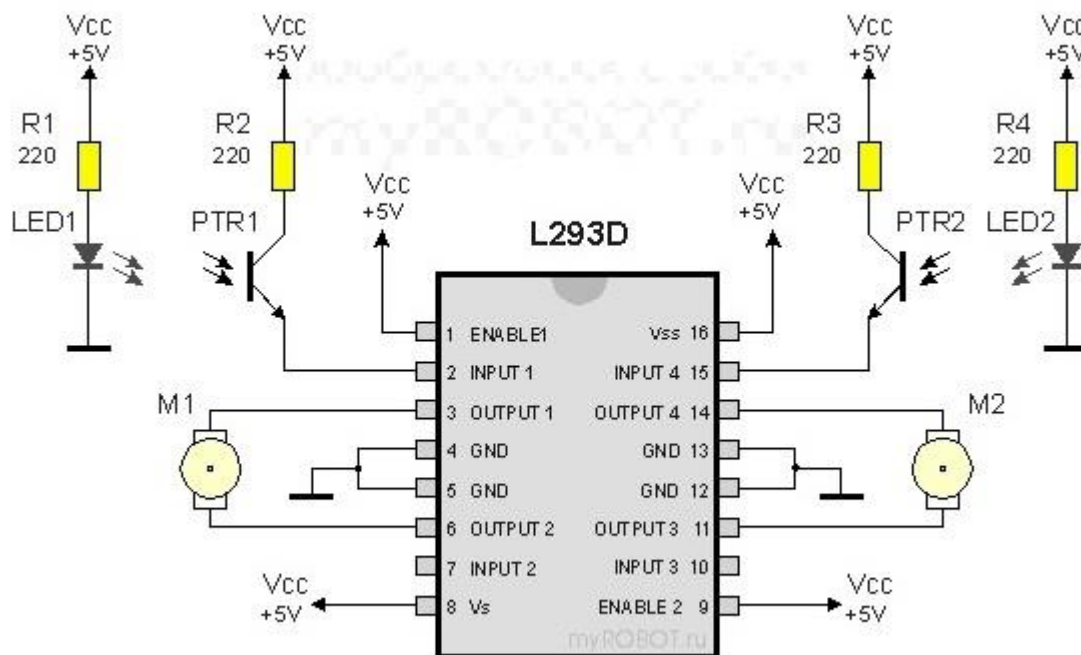 Vcc
+5V
Vcc
+5V
Vcc
+5V
Vcc
+5V
R1
220
R2
220
R3
220
R4
220
Vcc
+5V
Vcc
+5V
LED1
PTR1
PTR2
LED2
L293D
1 ENABLE1
Vss 16
2 INPUT 1
INPUT 4 15
M1
3 OUTPUT 1
OUTPUT 4 14
M2
4 GND
GND 13
5 GND
GND 12
6 OUTPUT 2
OUTPUT 3 11
7 INPUT 2
INPUT 3 10
Vcc
+5V
8 Vs
ENABLE 2 9
Vcc
+5V
myROBOT.ru